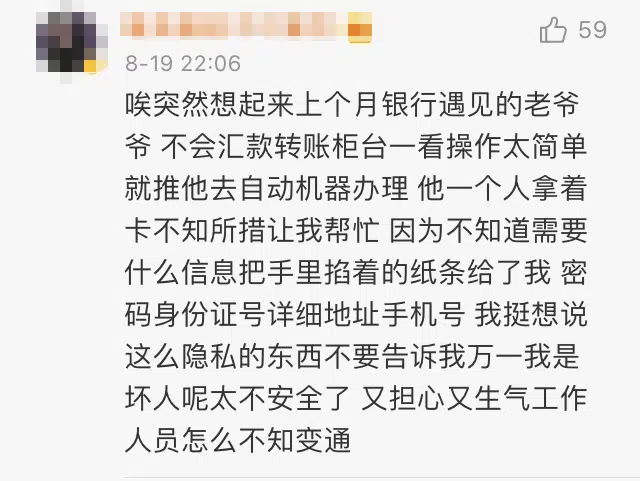 59
8-19 22:06
唉突然想起来上个月银行遇见的老爷
爷 不会汇款转账柜台一看操作太简单
就推他去自动机器办理 他一个人拿着
卡不知所措让我帮忙 因为不知道需要
什么信息把手里掐着的纸条给了我 密
码身份证号详细地址手机号 我挺想说
这么隐私的东西不要告诉我万一我是
坏人呢太不安全了 又担心又生气工作
人员怎么不知变通